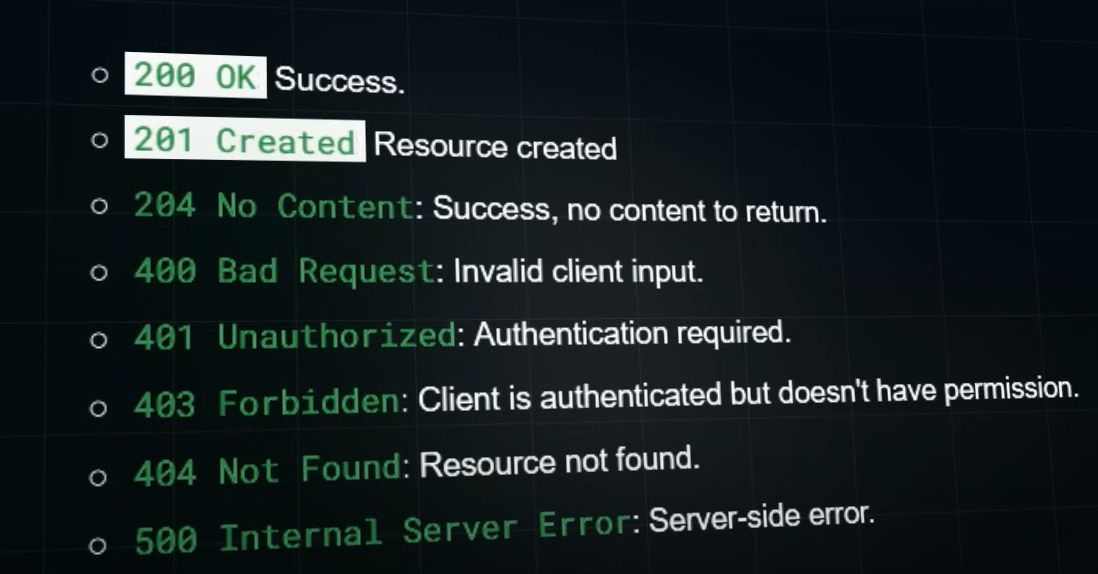 200 OK Success.
201 Created Resource created
204 No Content: Success, no content to return.
400 Bad Request: Invalid client input.
401 Unauthorized: Authentication required.
403 Forbidden: Client is authenticated but doesn't have permission.
404 Not Found: Resource not found.
500 Internal Server Error: Server-side error.